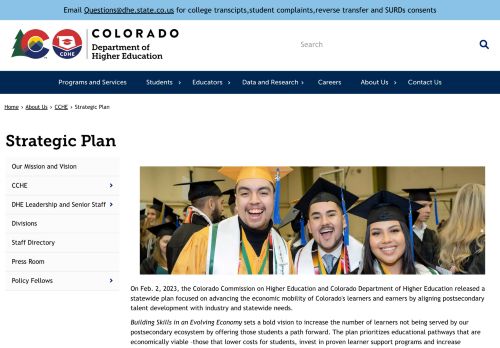 Email Questions@dhe.state.co.us for college transcipts,student complaints,reverse transfer and SURDs consents
COLORADO
Department of
Higher Education
CO
CDHE
Search
Programs and Services
Students
Educators
Data and Research
Careers
About Us
Contact Us
Home › About Us › CCHE › Strategic Plan
Strategic Plan
Our Mission and Vision
CCHE
DHE Leadership and Senior Staff
Divisions
Staff Directory
Press Room
Policy Fellows
On Feb. 2, 2023, the Colorado Commission on Higher Education and Colorado Department of Higher Education released a
statewide plan focused on advancing the economic mobility of Colorado's learners and earners by aligning postsecondary
talent development with industry and statewide needs.
Building Skills in an Evolving Economy sets a bold vision to increase the number of learners not being served by our
postsecondary ecosystem by offering those students a path forward. The plan prioritizes educational pathways that are
economically viable –those that lower costs for students, invest in proven learner support programs and increase